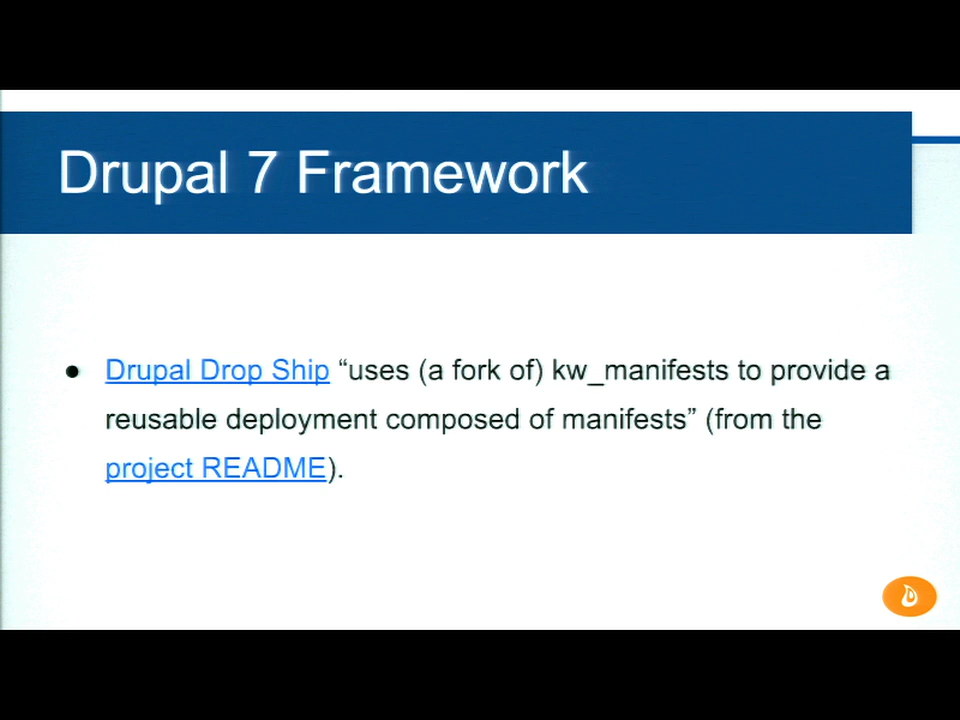 Drupal 7 Framework
● Drupal Drop Ship “uses (a fork of) kw_manifests to provide a
reusable deployment composed of manifests” (from the
project README).